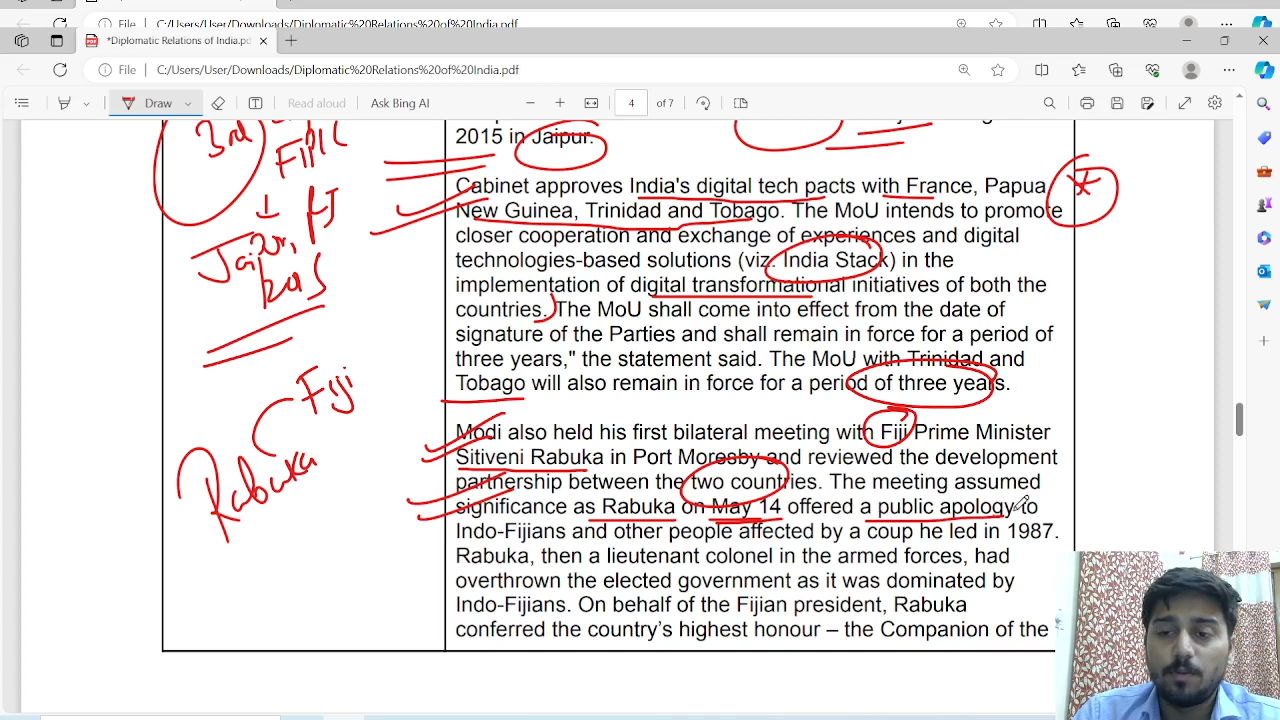 File C:/Users/User/Downloads/Diplomatic%20Relations%20of%20India.pdf
*Diplomatic Relations of India.pd
File C:/Users/User/Downloads/Diplomatic%20Relations%20of%20India.pdf
Draw Read aloud Ask Bing AI 4 of 7
2015 in Jaipur.
Cabinet approves India's digital tech pacts with France, Papua
New Guinea, Trinidad and Tobago. The MoU intends to promote
closer cooperation and exchange of experiences and digital
technologies-based solutions (viz. India Stack) in the
implementation of digital transformational initiatives of both the
countries. The MoU shall come into effect from the date of
signature of the Parties and shall remain in force for a period of
three years," the statement said. The MoU with Trinidad and
Tobago will also remain in force for a period of three years.
Modi also held his first bilateral meeting with Fiji Prime Minister
Sitiveni Rabuka in Port Moresby and reviewed the development
partnership between the two countries. The meeting assumed
significance as Rabuka on May 14 offered a public apology to
Indo-Fijians and other people affected by a coup he led in 1987.
Rabuka, then a lieutenant colonel in the armed forces, had
overthrown the elected government as it was dominated by
Indo-Fijians. On behalf of the Fijian president, Rabuka
conferred the country's highest honour – the Companion of the
3rd
Jaipur,
2015
Fiji
Rabuka